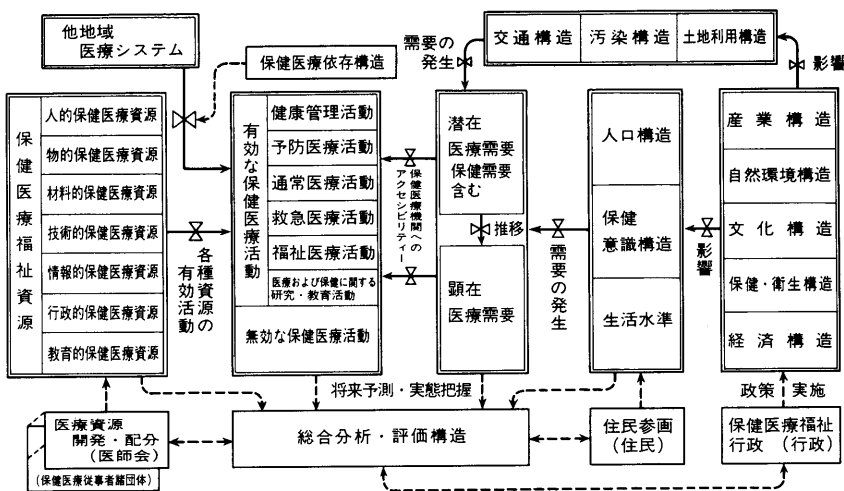 他地域
医療システム
保健医療依存構造
需要の
発生
交通構造
汚染構造
土地利用構造
影響
保健医療福祉資源
人的保健医療資源
物的保健医療資源
材料的保健医療資源
技術的保健医療資源
情報的保健医療資源
行政的保健医療資源
教育的保健医療資源
各種資源の
有効活動
有効な保健医療活動
健康管理活動
予防医療活動
通常医療活動
救急医療活動
福祉医療活動
医療および保健に関する
研究・教育活動
無効な保健医療活動
保健医療機関への
アクセシビリティー
潜在
医療需要
保健需要
含む
推移
顕在
医療需要
需要の発生
人口構造
保健
意識構造
生活水準
影響
産業構造
自然環境構造
文化構造
保健・衛生構造
経済構造
将来予測・実態把握
政策
実施
医療資源
開発・配分
(医師会)
(保健医療従事者諸団体)
総合分析・評価構造
住民参画
(住民)
保健医療福祉
行政(行政)